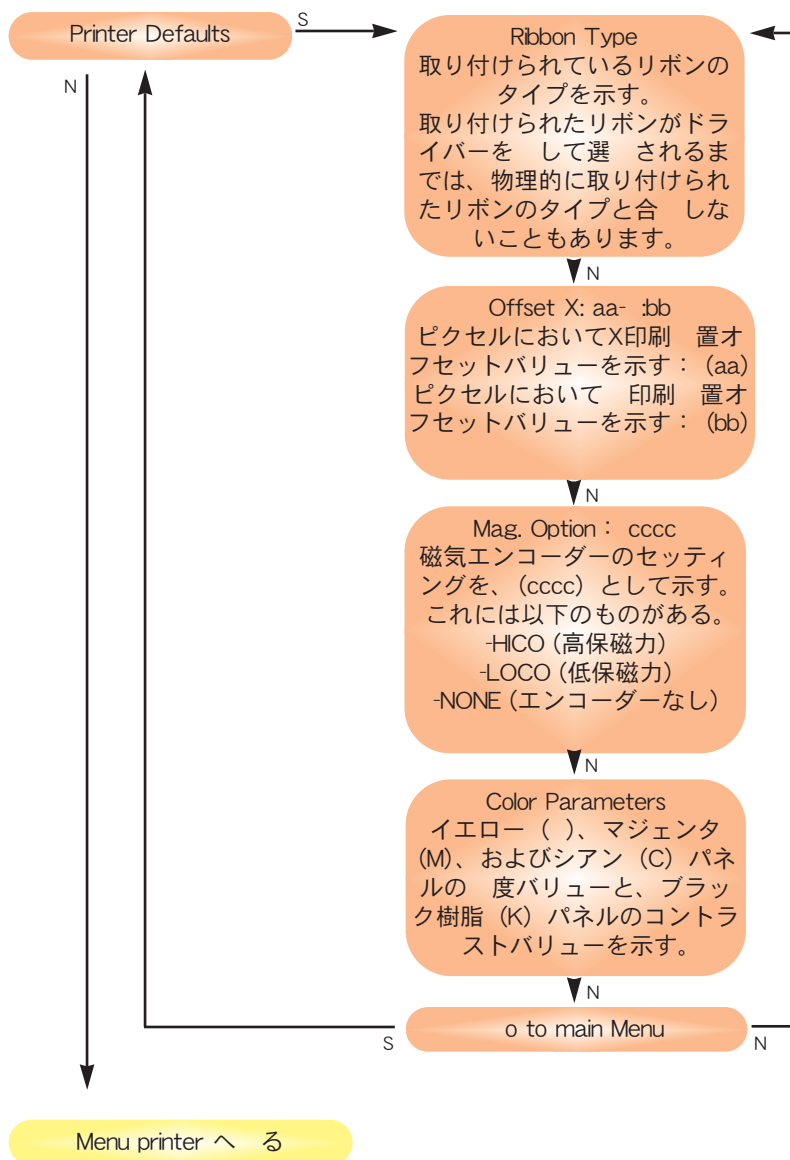 Printer Defaults
S
N
Ribbon Type
取り付けられているリボンの
タイプを示す。
取り付けられたリボンがドラ
イバーを　して選　されるま
では、物理的に取り付けられ
たリボンのタイプと合　しな
いこともあります。
N
Offset X: aa-  :bb
ピクセルにおいてX印刷　置オ
フセットバリューを示す：(aa)
ピクセルにおいて　印刷　置オ
フセットバリューを示す：(bb)
N
Mag. Option： cccc
磁気エンコーダーのセッティ
ングを、(cccc) として示す。
これには以下のものがある。
-HICO (高保磁力)
-LOCO (低保磁力)
-NONE (エンコーダーなし)
N
Color Parameters
イエロー ( )、マジェンタ
(M)、およびシアン (C) パネ
ルの　度バリューと、ブラッ
ク樹脂 (K) パネルのコントラ
ストバリューを示す。
N
S
o to main Menu
N
Menu printer へ　る